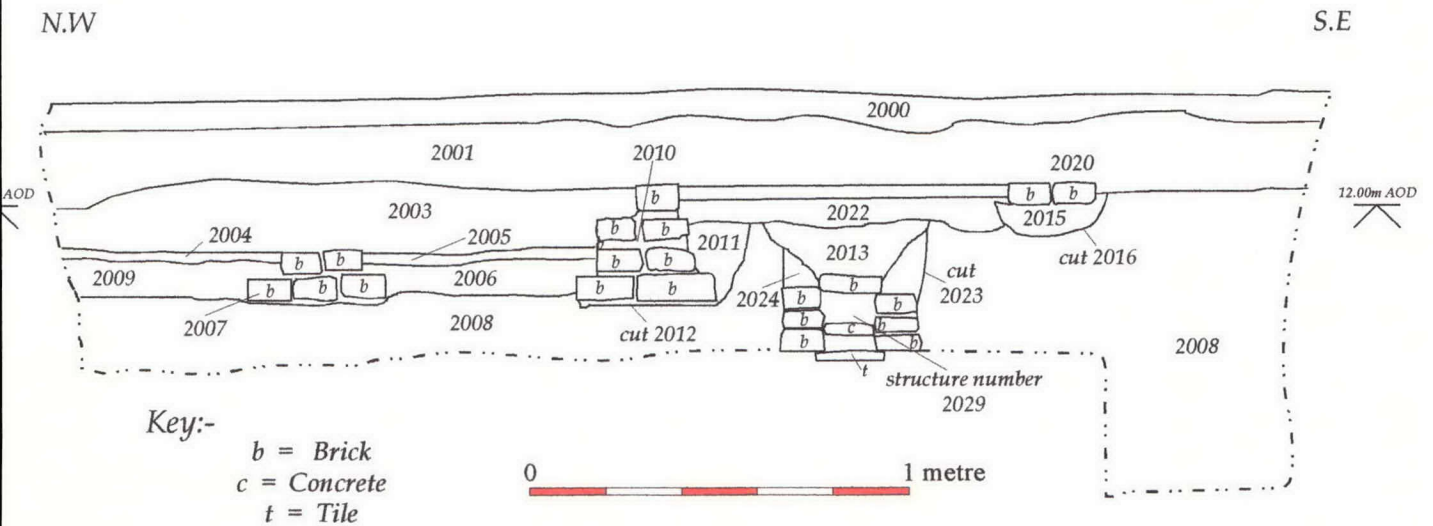 N.W
S.E
2000
2001
2010
2020
AOD
12.00m AOD
b
b
b
2003
2022
2015
2004
2005
b
b
2011
2013
cut 2016
b
b
b
b
2009
2006
cut
2023
2024
b
b
b
b
b
b
b
b
2007
2008
b
b
c
b
b
cut 2012
2008
t
structure number
2029
Key:-
b = Brick
c = Concrete
t = Tile
0
1 metre